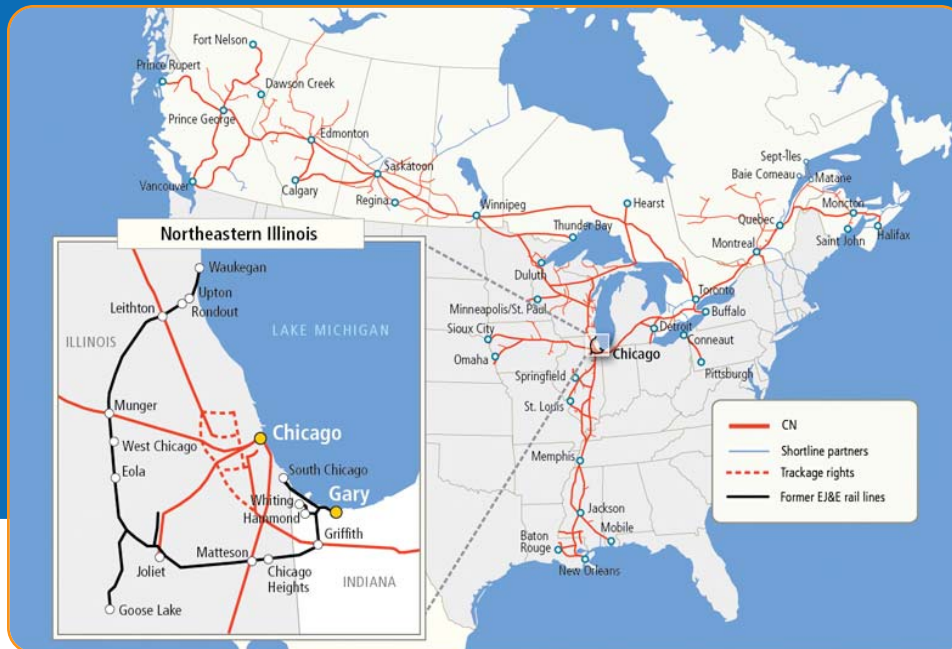 Fort Nelson
Prince Rupert
Dawson Creek
Prince George
Edmonton
Saskatoon
Vancouver
Calgary
Regina
Winnipeg
Hearst
Thunder Bay
Sept-Îles
Baie Comeau
Matane
Moncton
Quebec
Montreal
Saint John
Halifax
Duluth
Minneapolis/St. Paul
Toronto
Buffalo
Sioux City
Detroit
Conneaut
Omaha
Chicago
Springfield
Pittsburgh
St. Louis
Memphis
Jackson
Mobile
Baton
Rouge
New Orleans
Northeastern Illinois
Waukegan
Upton
Rondout
Leithton
LAKE MICHIGAN
ILLINOIS
Munger
Chicago
West Chicago
Eola
South Chicago
Gary
Whiting
Hammond
Griffith
Matteson
Joliet
Chicago
Heights
INDIANA
Goose Lake
CN
Shortline partners
Trackage rights
Former EJ&E rail lines